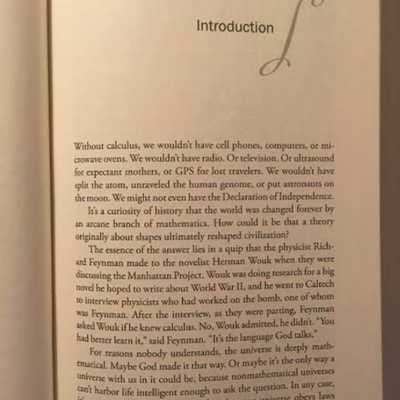 Introduction
Without calculus, we wouldn't have cell phones, computers, or mi-
crowave ovens. We wouldn't have radio. Or television. Or ultrasound
for expectant mothers, or GPS for lost travelers. We wouldn't have
split the atom, unraveled the human genome, or put astronauts on
the moon. We might not even have the Declaration of Independence.
It's a curiosity of history that the world was changed forever by
an arcane branch of mathematics. How could it be that a theory
originally about shapes ultimately reshaped civilization?
The essence of the answer lies in a quip that the physicist Rich-
ard Feynman made to the novelist Herman Wouk when they were
discussing the Manhattan Project. Wouk was doing research for a big
novel he hoped to write about World War II, and he went to Caltech
to interview physicists who had worked on the bomb, one of whom
was Feynman. After the interview, as they were parting, Feynman
asked Wouk if he knew calculus. No, Wouk admitted, he didn't. "You
had better learn it," said Feynman. "It's the language God talks."
For reasons nobody understands, the universe is deeply math-
ematical. Maybe God made it that way. Or maybe it's the only way a
universe with us in it could be, because nonmathematical universes
can't harbor life intelligent enough to ask the question. In any case,
universe obeys laws